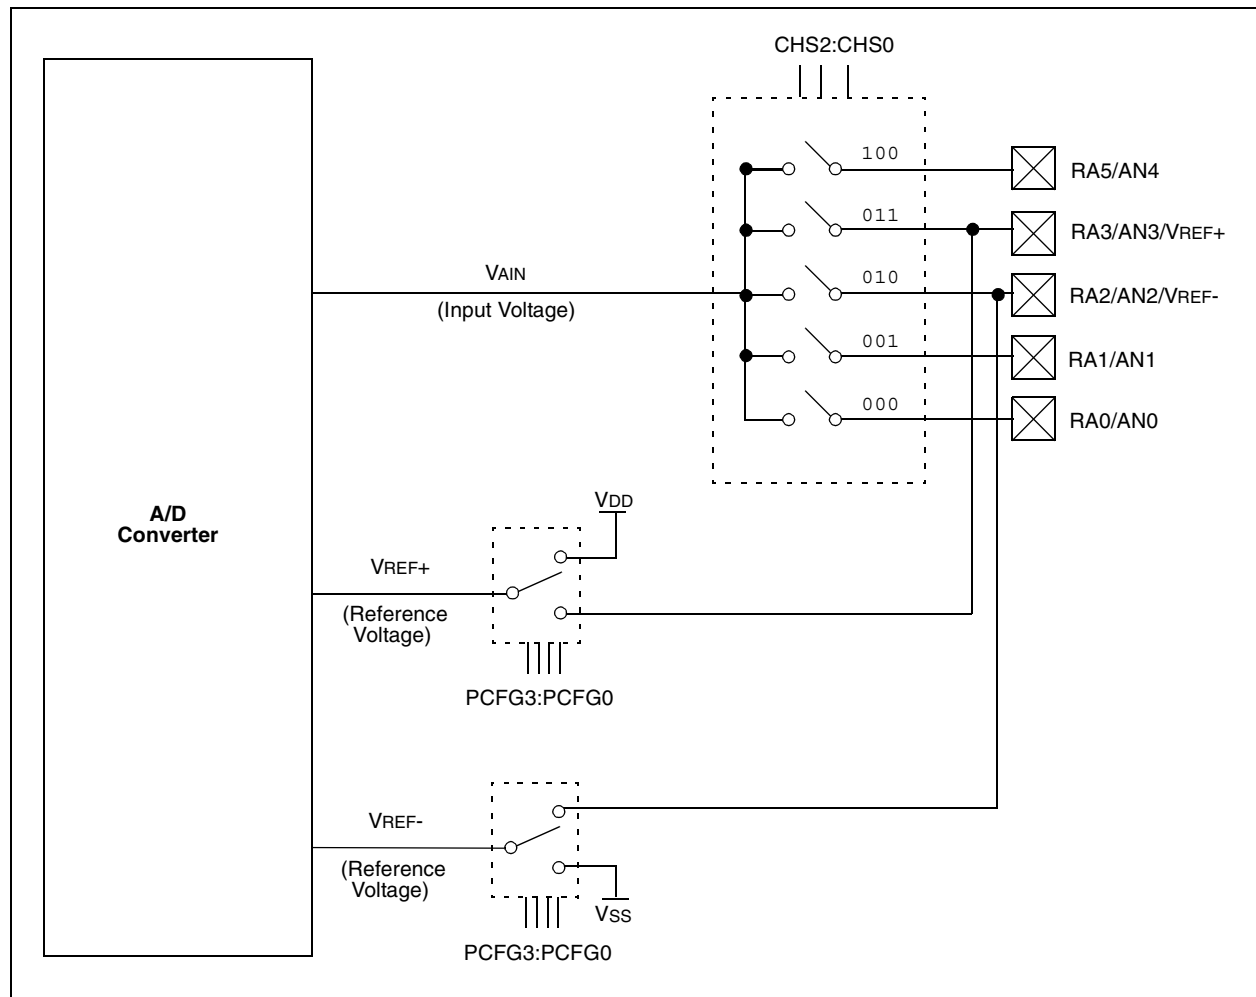 CHS2:CHS0
100
RA5/AN4
011
RA3/AN3/VREF+
VAIN
(Input Voltage)
010
RA2/AN2/VREF-
001
RA1/AN1
000
RA0/AN0
A/D
Converter
VDD
VREF+
(Reference
Voltage)
PCFG3:PCFG0
VREF-
(Reference
Voltage)
VSS
PCFG3:PCFG0